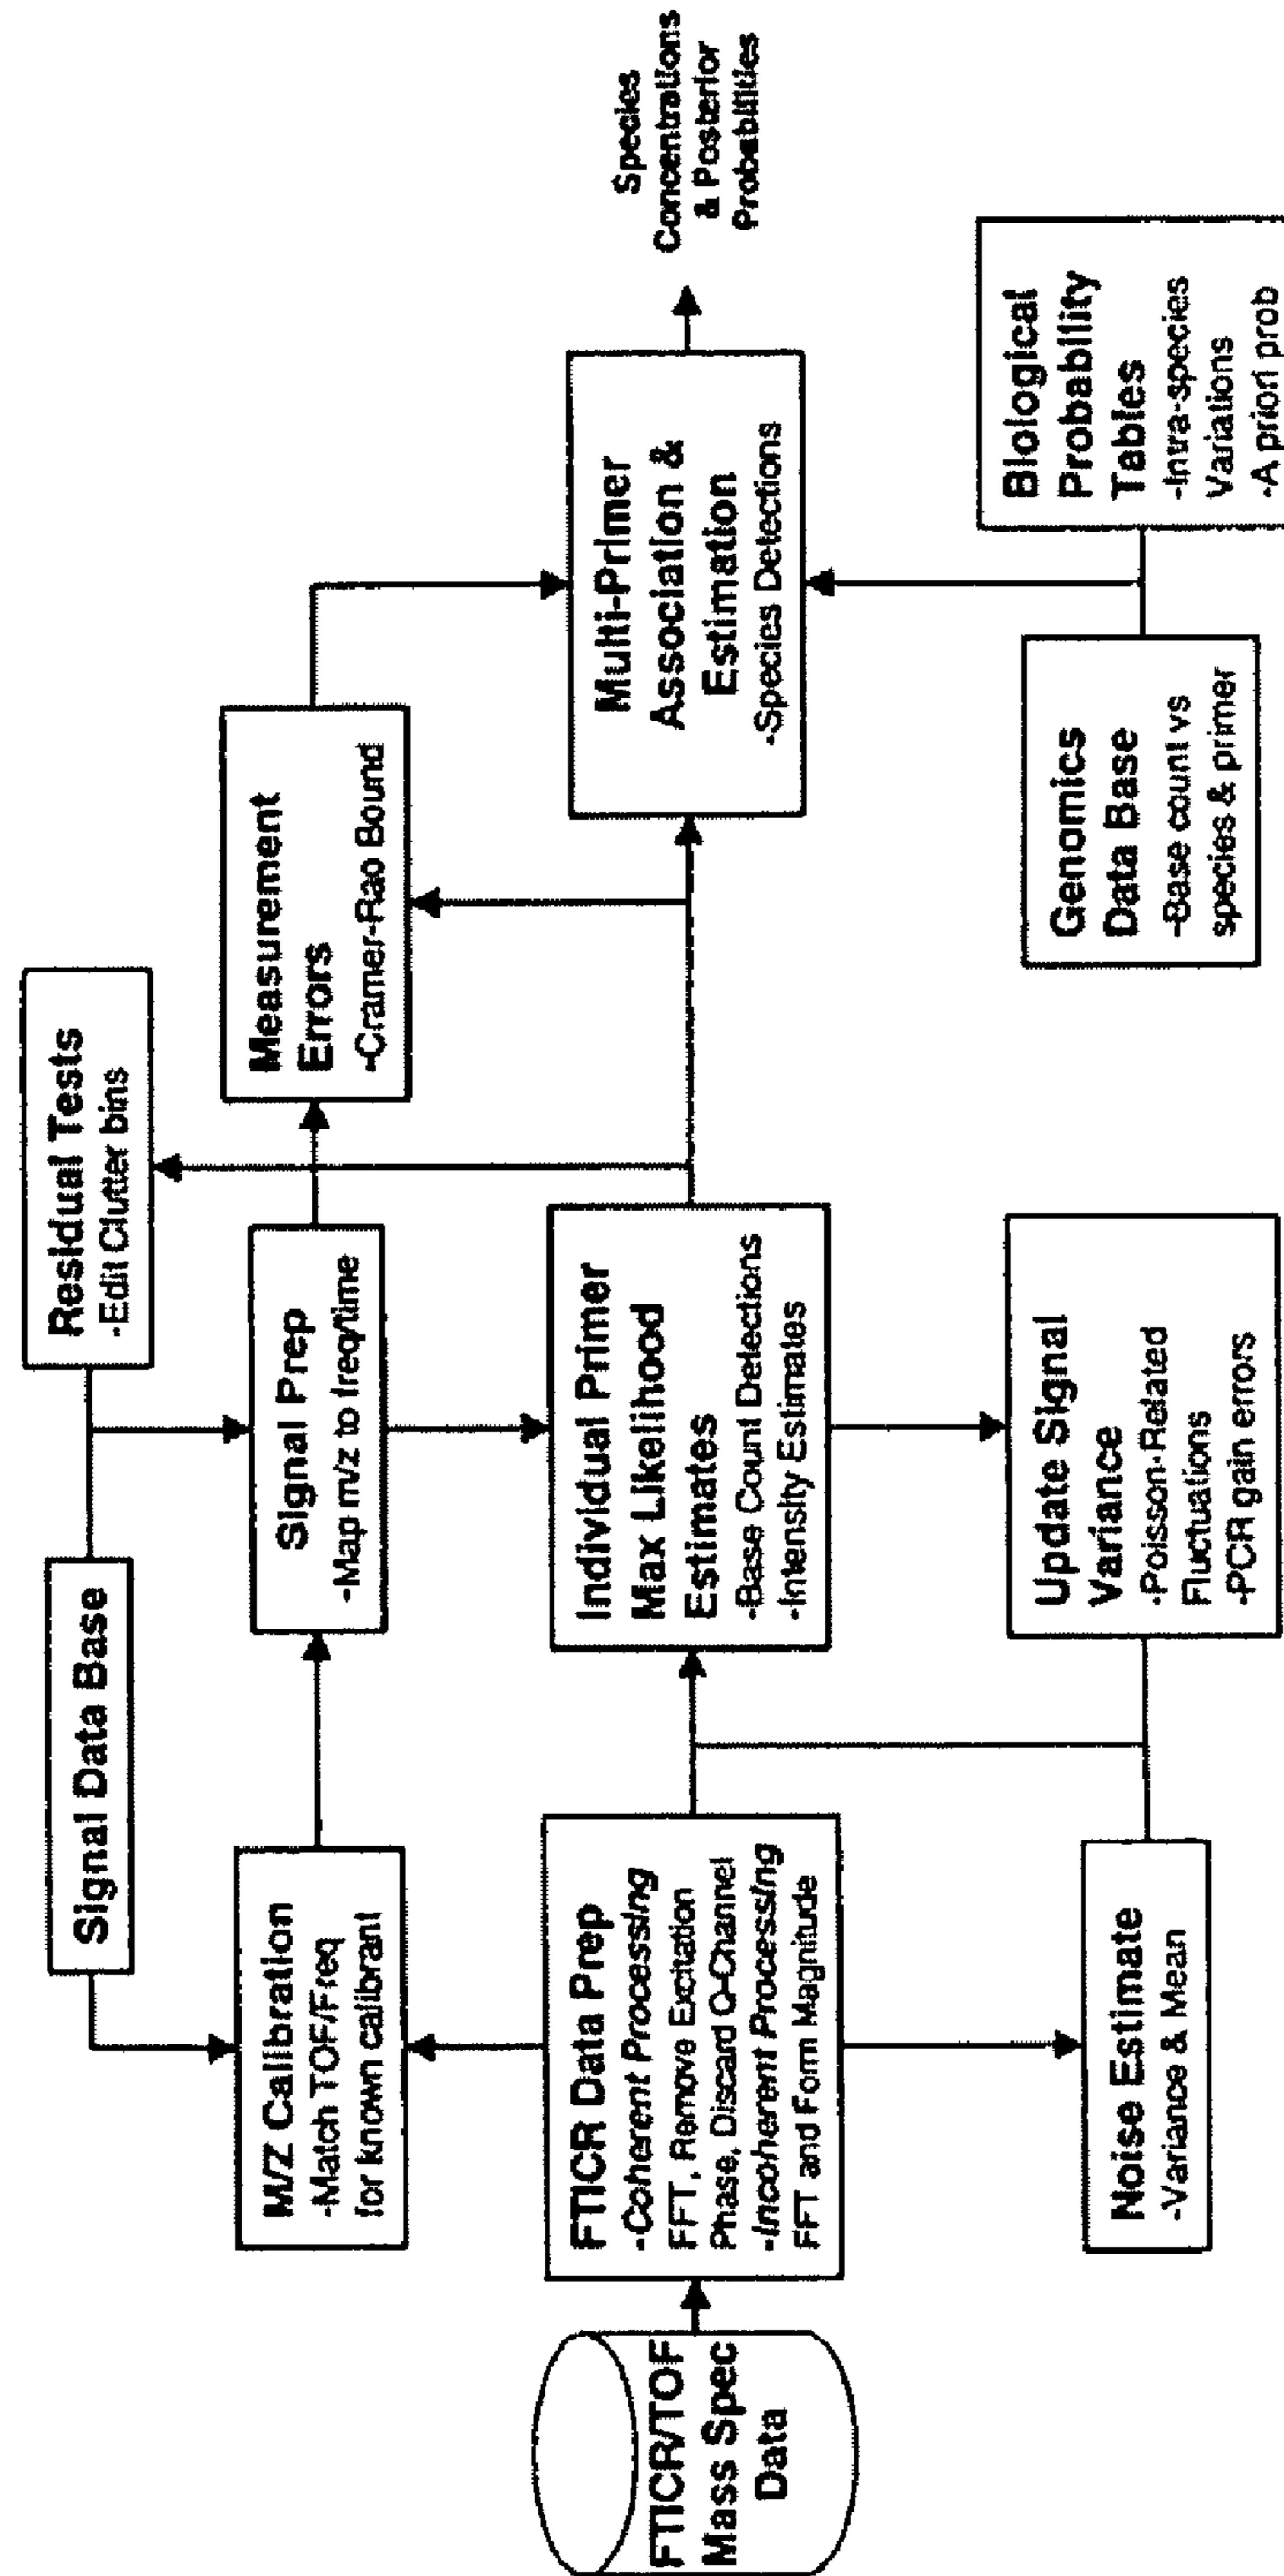 Signal Data Base
Residual Tests
-Edit Clutter bins
M/Z Calibration
-Match TOF/Freq
for known calibrant
Signal Prep
-Map m/z to freq/time
Measurement
Errors
-Cramer-Rao Bound
FTICR/TOF
Mass Spec
Data
FTICR Data Prep
-Coherent Processing
FFT, Remove Excitation
Phase, Discard Q-Channel
-Incoherent Processing
FFT and Form Magnitude
Individual Primer
Max Likelihood
Estimates
-Base Count Detections
-Intensity Estimates
Multi-Primer
Association &
Estimation
-Species Detections
Species
Concentrations
& Posterior
Probabilities
Noise Estimate
-Variance & Mean
Update Signal
Variance
-Poisson-Related
Fluctuations
-PCR gain errors
Genomics
Data Base
-Base count vs
species & primer
Biological
Probability
Tables
-Intra-species
Variations
-A priori prob